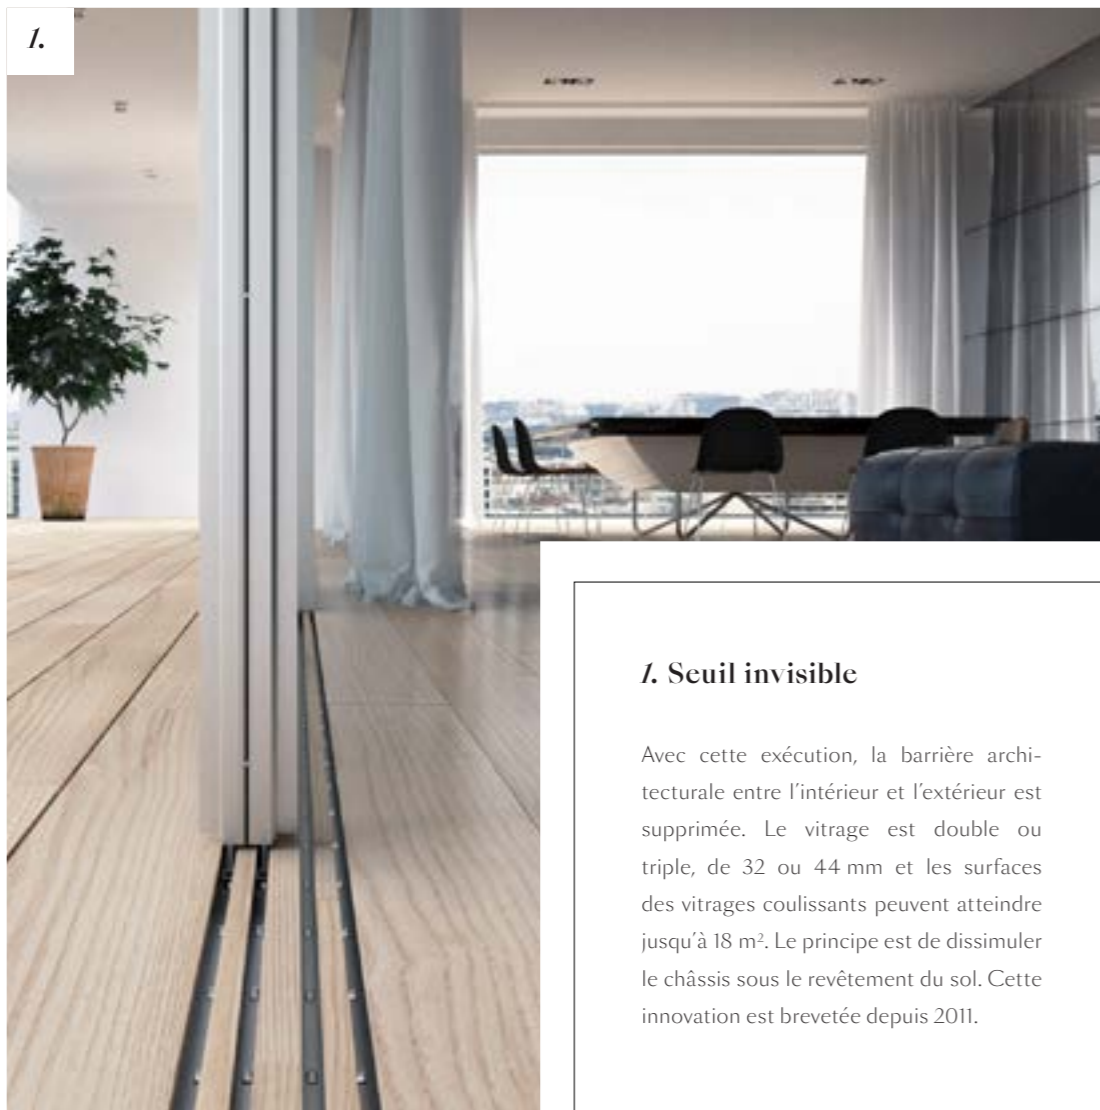 1.
1. Seuil invisible
Avec cette exécution, la barrière archi-
tecturale entre l'intérieur et l'extérieur est
supprimée. Le vitrage est double ou
triple, de 32 ou 44 mm et les surfaces
des vitrages coulissants peuvent atteindre
jusqu'à 18 m². Le principe est de dissimuler
le châssis sous le revêtement du sol. Cette
innovation est brevetée depuis 2011.